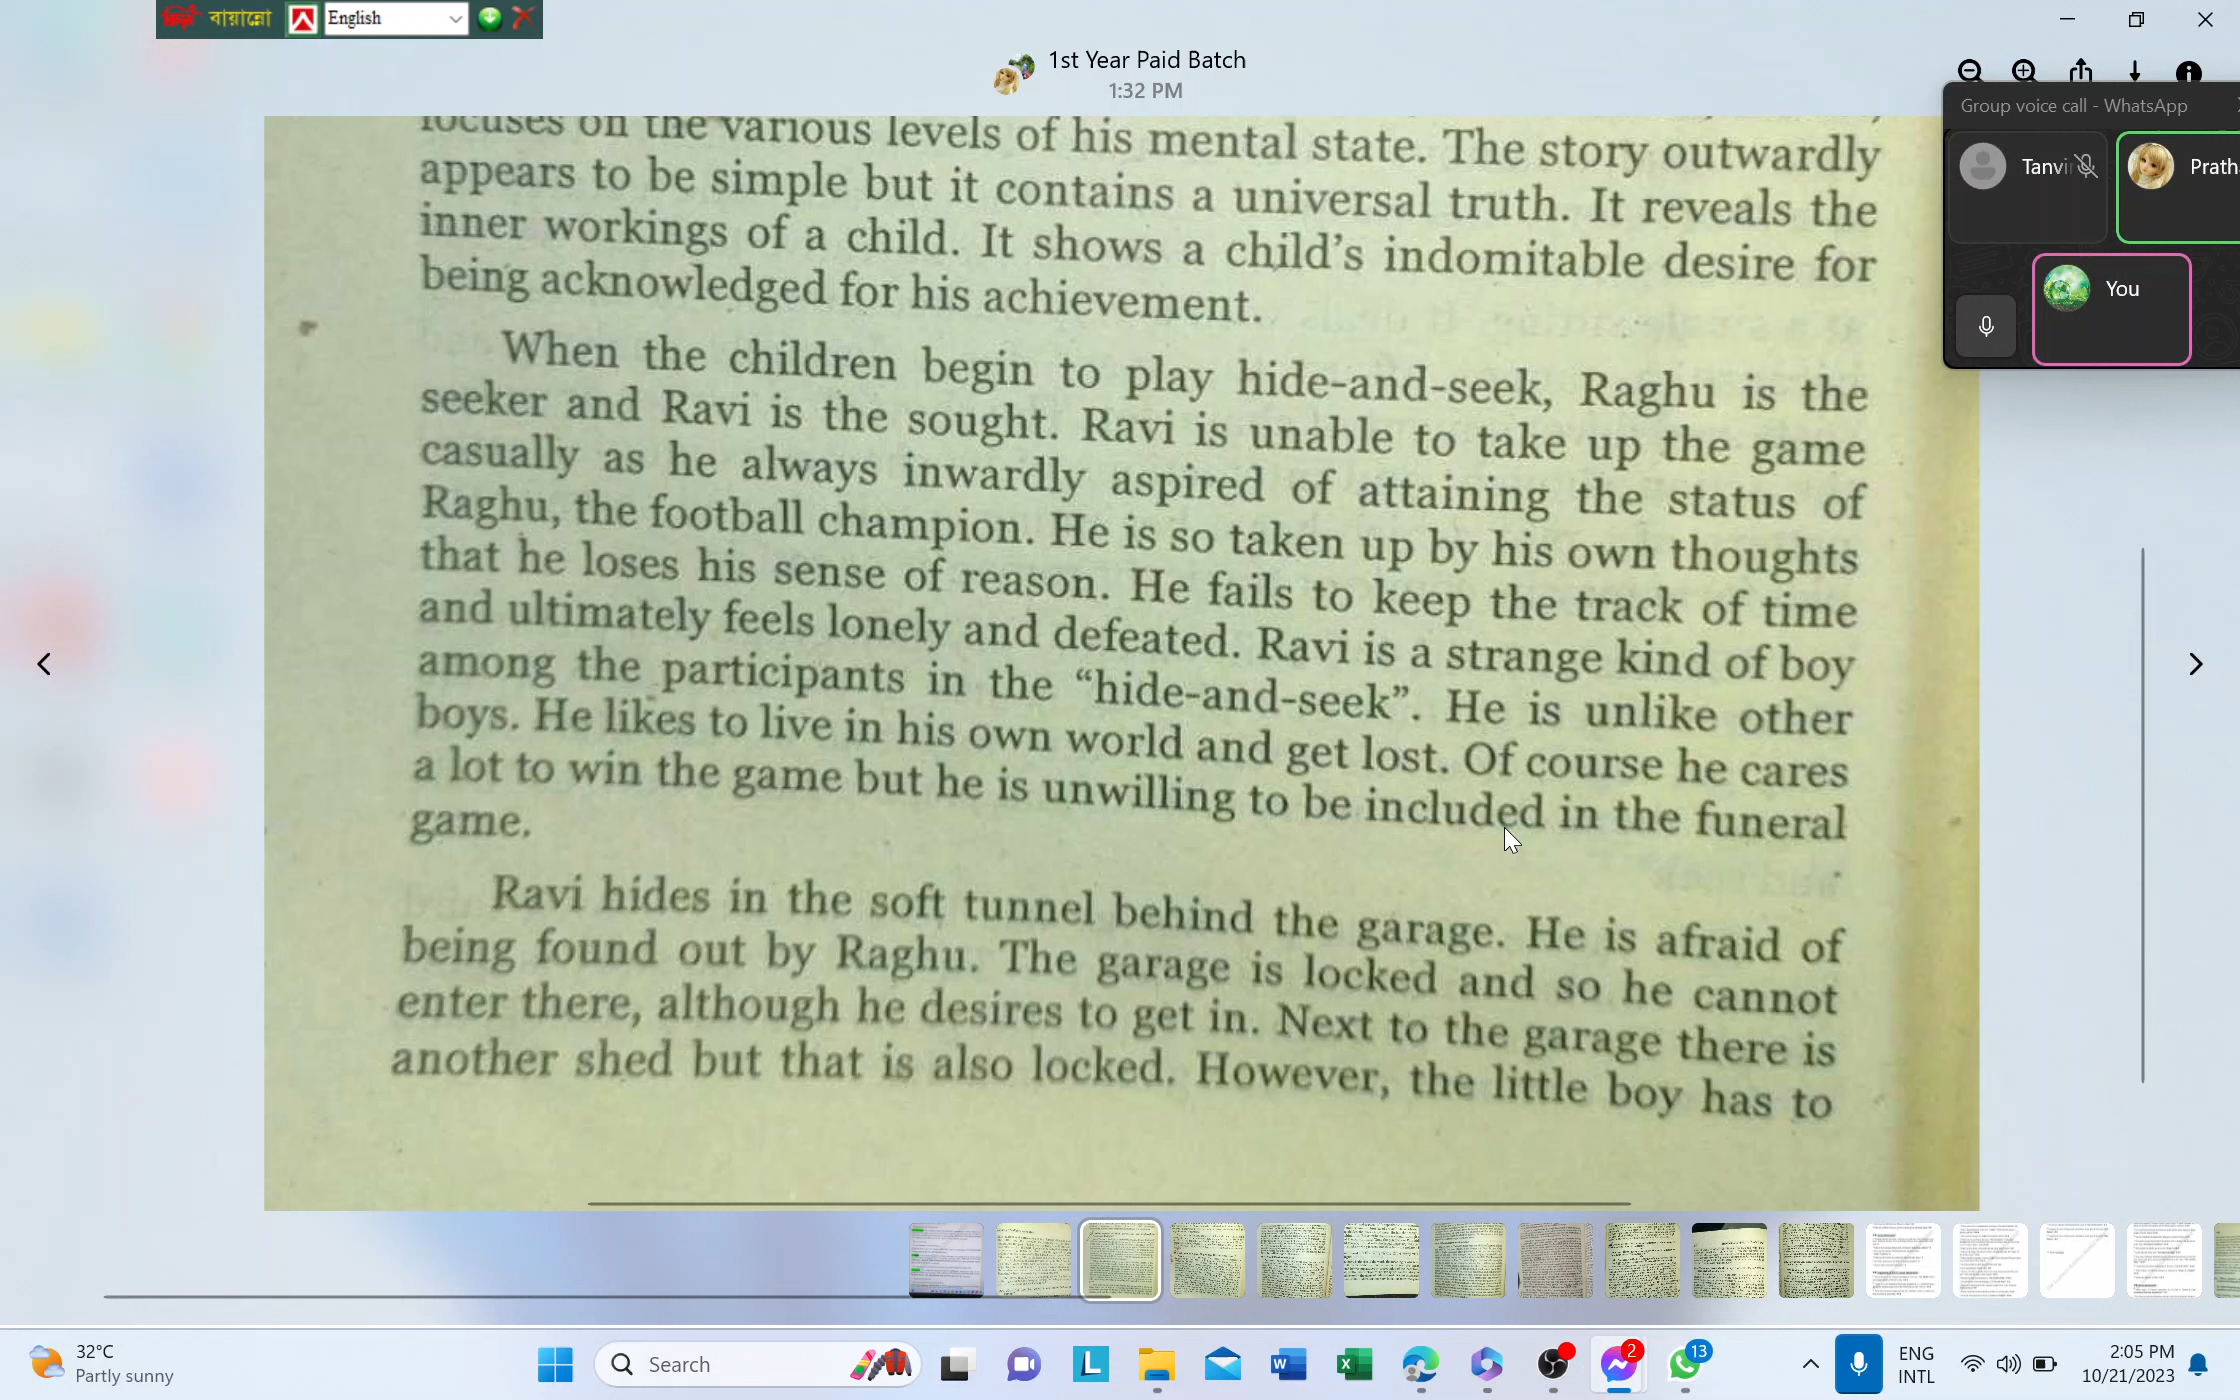 বায়ান্নো
English
1st Year Paid Batch
1:32 PM
Group voice call - WhatsApp
Tanvi
Prath
You
focuses on the various levels of his mental state. The story outwardly
appears to be simple but it contains a universal truth. It reveals the
inner workings of a child. It shows a child's indomitable desire for
being acknowledged for his achievement.
When the children begin to play hide-and-seek, Raghu is the
seeker and Ravi is the sought. Ravi is unable to take up the game
casually as he always inwardly aspired of attaining the status of
Raghu, the football champion. He is so taken up by his own thoughts
that he loses his sense of reason. He fails to keep the track of time
and ultimately feels lonely and defeated. Ravi is a strange kind of boy
among the participants in the “hide-and-seek”. He is unlike other
boys. He likes to live in his own world and get lost. Of course he cares
a lot to win the game but he is unwilling to be included in the funeral
game.
Ravi hides in the soft tunnel behind the garage. He is afraid of
being found out by Raghu. The garage is locked and so he cannot
enter there, although he desires to get in. Next to the garage there is
another shed but that is also locked. However, the little boy has to
32°C
Partly sunny
Search
2
13
ENG
INTL
2:05 PM
10/21/2023